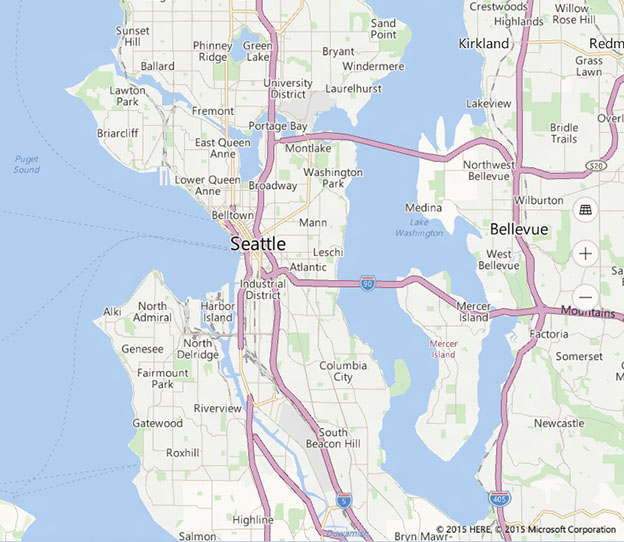 Crestwoods
Willow-
Rose Hill
Highlands
Sand
Point
Sunset
Hill
Phinney
Ridge
Green
Lake
Bryant
Kirkland
Redm
Ballard
Windermere
Grass
Lawn
University
District
Laurelhurst
Lawton
Park
Fremont
Lakeview
Overl
Portage Bay
Briarcliff
Bridle
Trails
East Queen
Anne
Montlake
Puget
Sound
Northwest
Bellevue
520
Washington
Park
Lower Queen
Anne
Broadway
Wilburton
Medina
Belltown
Mann
Lake
Washington
Bellevue
Seattle
Leschi
West
Bellevue
Atlantic
Sa
90
Industrial
District
Alki
North
Admiral
Harbor
Island
Mercer
Island
Mountains
Factoria
Genesee
North
Delridge
Mercer
Island
Somerset
Columbia
City
Fairmount
Park
C
M
Riverview
Gatewood
Newcastle
South
Beacon Hill
Roxhill
5
405
Highline
Duwamish
© 2015 HERE, © 2015 Microsoft Corporation
Salmon
Bryn Mawr-